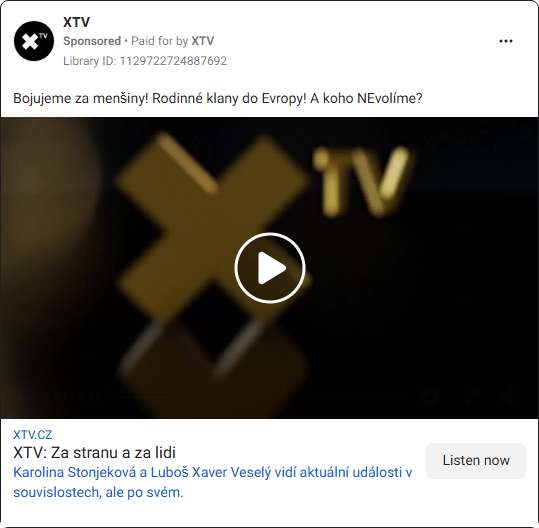 XTV
Sponsored • Paid for by XTV
Library ID: 1129722724887692
Bojujeme za menšiny! Rodinné klany do Evropy! A koho NEvolíme?
XTV
XTV.CZ
XTV: Za stranu a za lidi
Karolina Stonjeková a Luboš Xaver Veselý vidí aktuální události v
souvislostech, ale po svém.
Listen now